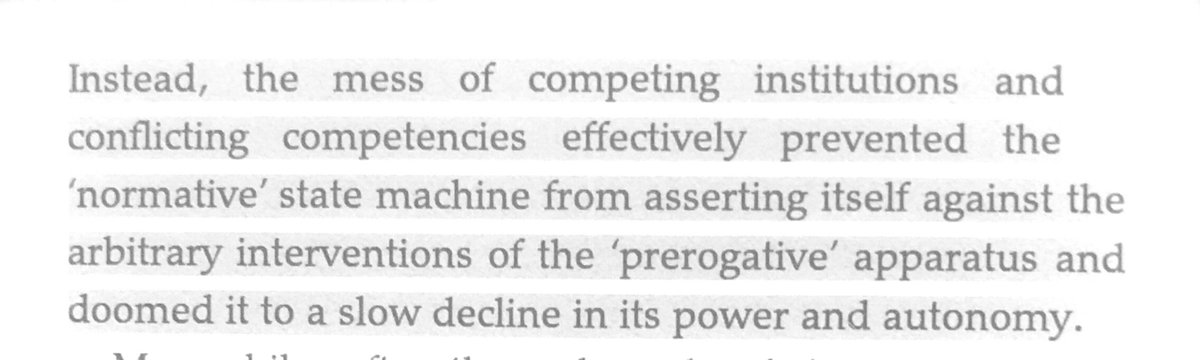 Instead, the mess of competing institutions and
conflicting competencies effectively prevented the
‘normative’ state machine from asserting itself against the
arbitrary interventions of the ‘prerogative’ apparatus and
doomed it to a slow decline in its power and autonomy.